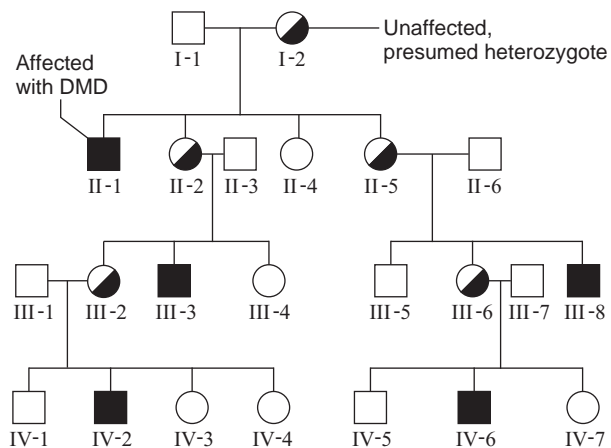 Unaffected,
presumed heterozygote
I-1 I-2
Affected
with DMD
II-1 II-2 II-3 II-4 II-5 II-6
III-1 III-2 III-3 III-4 III-5 III-6 III-7 III-8
IV-1 IV-2 IV-3 IV-4 IV-5 IV-6 IV-7